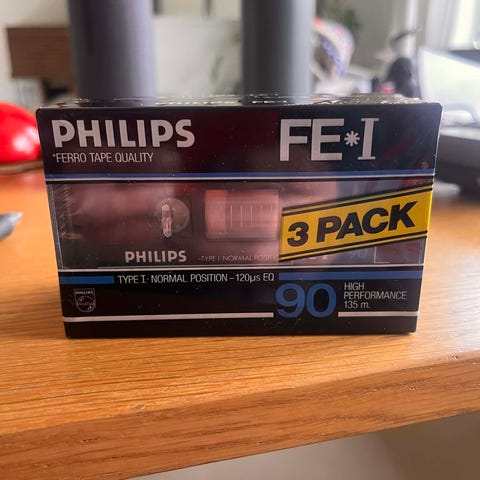 PHILIPS
FE*I
*FERRO TAPE QUALITY
3 PACK
PHILIPS
-TYPE I NORMAL
TYPE I · NORMAL POSITION – 120µs EQ
PHILIPS
90
HIGH
PERFORMANCE
135 m.